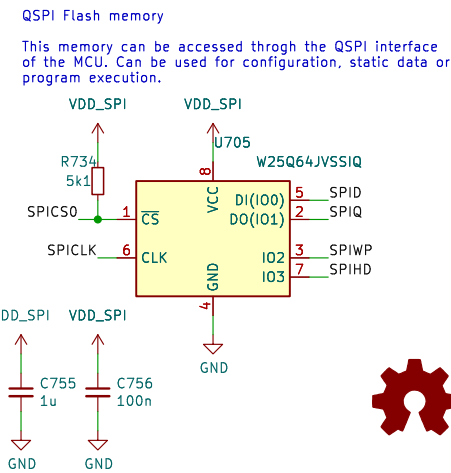 QSPI Flash memory
This memory can be accessed throgh the QSPI interface
of the MCU. Can be used for configuration, static data or
program execution.
VDD_SPI
VDD_SPI
U705
R734
5k1
W25Q64JVSSIQ
8
VCC
SPICS0
1
CS
DI(IO0)
5
SPID
DO(IO1)
2
SPIQ
SPICLK
6
CLK
IO2
3
SPIWP
IO3
7
SPIHD
GND
4
GND
DD_SPI
VDD_SPI
C755
1u
C756
100n
GND
GND